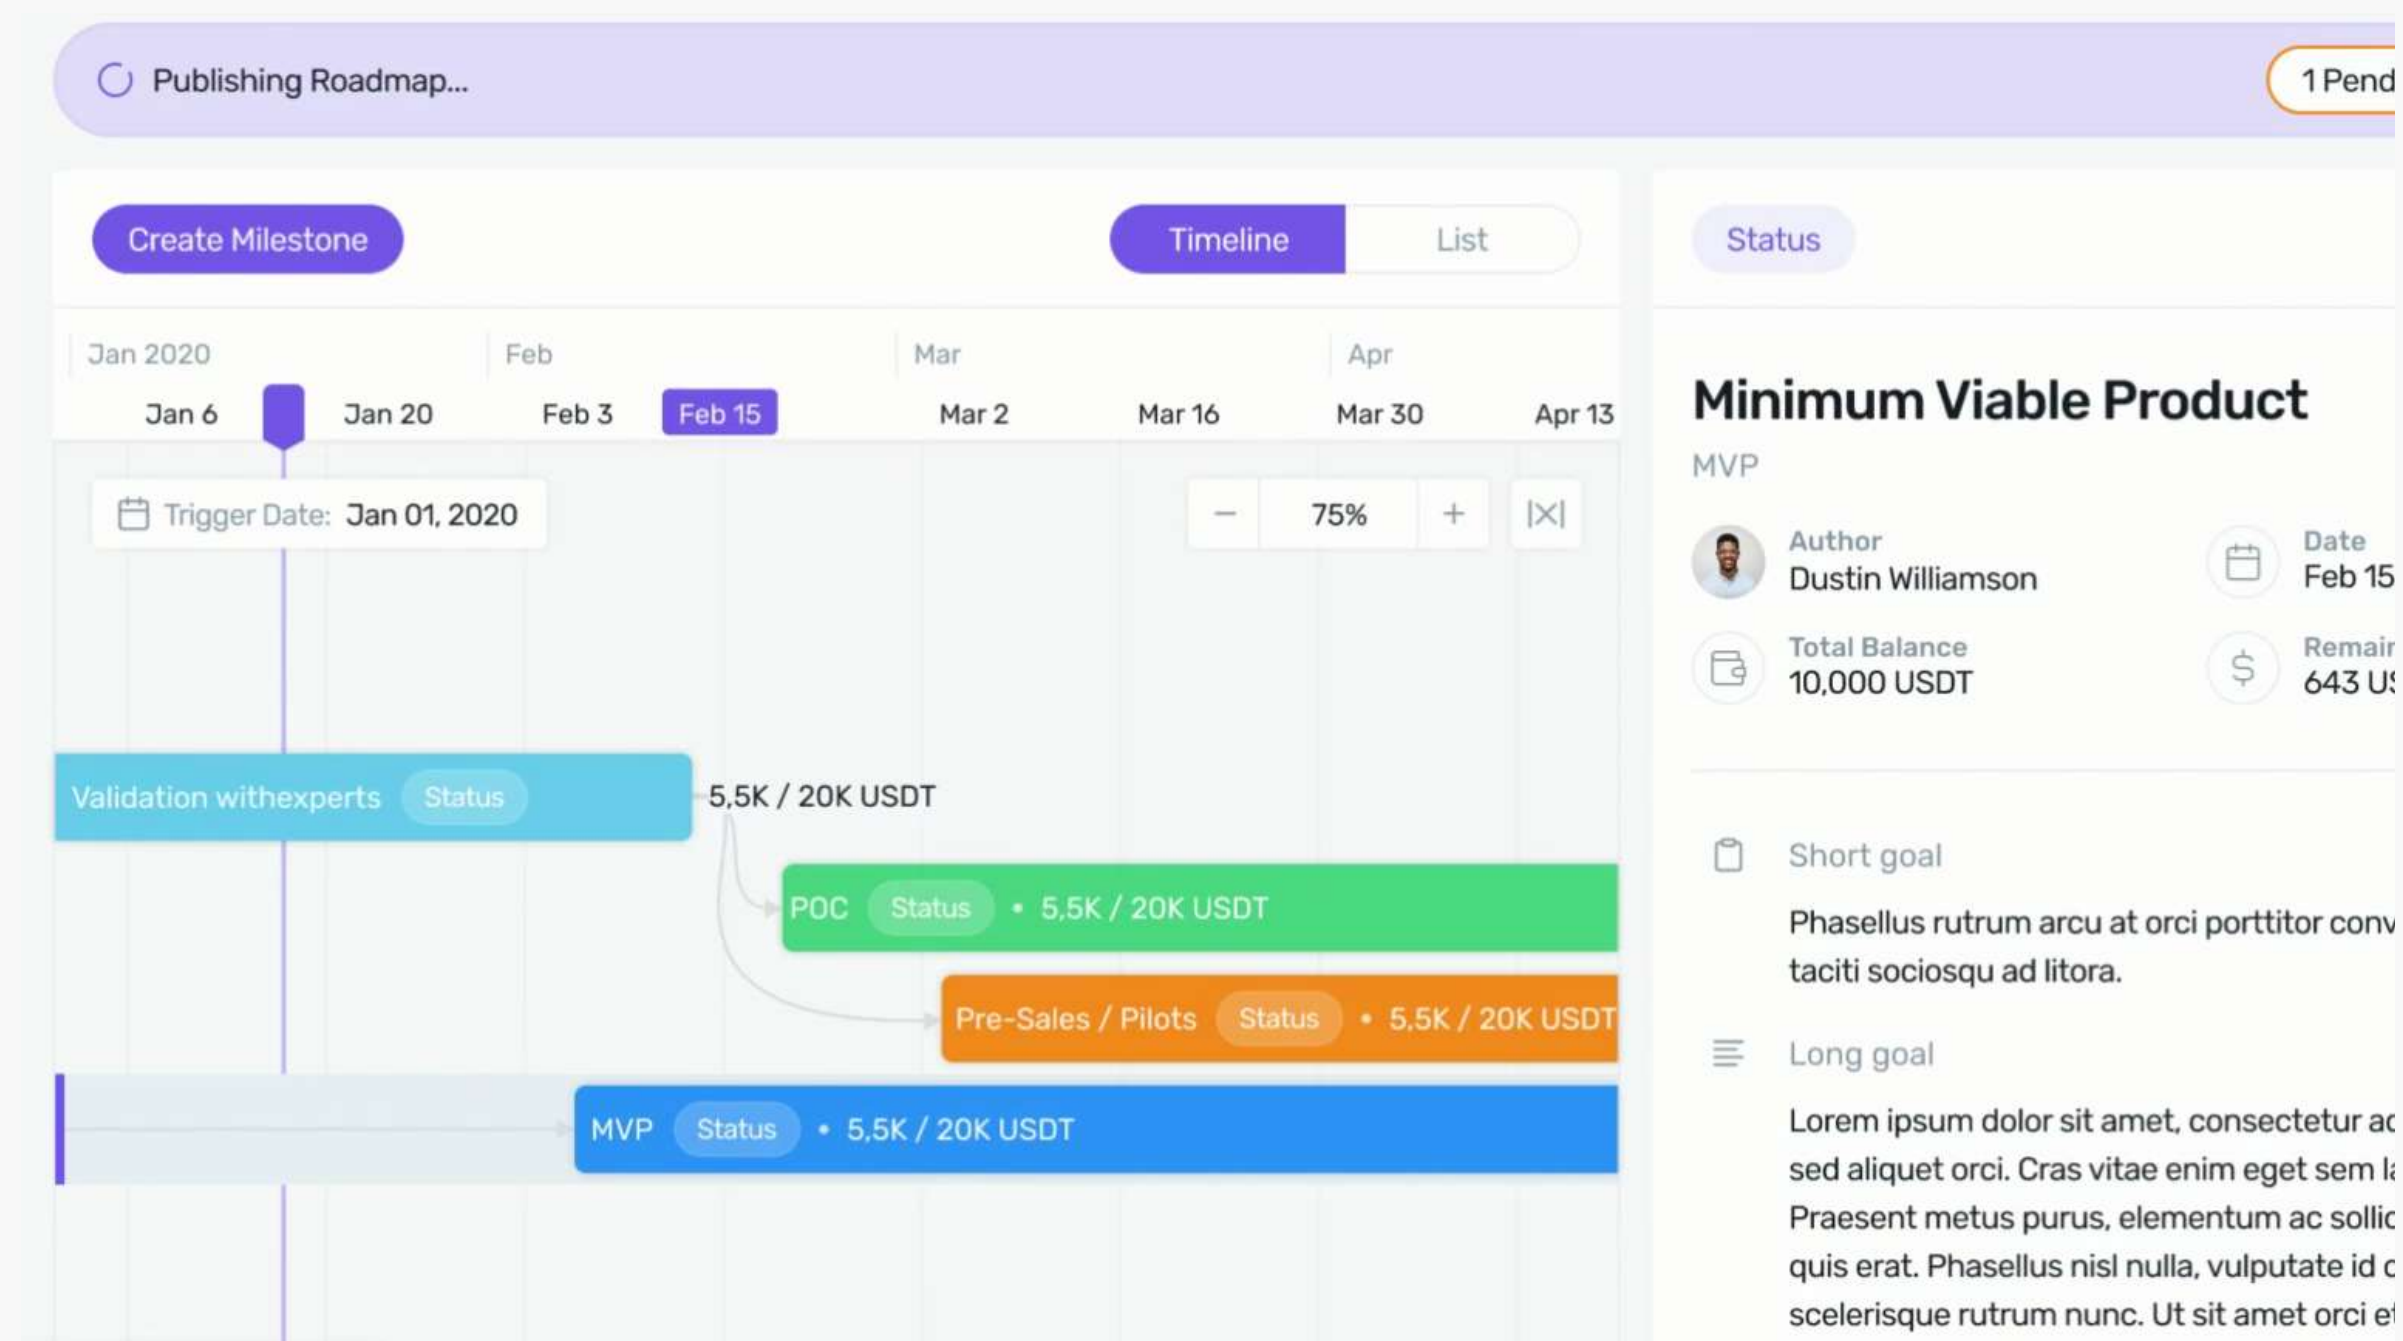 Publishing Roadmap...
1 Pend
Create Milestone
Timeline
List
Status
Jan 2020
Feb
Mar
Apr
Jan 6
Jan 20
Feb 3
Feb 15
Mar 2
Mar 16
Mar 30
Apr 13
Trigger Date: Jan 01, 2020
75%
Validation withexperts
Status
5,5K / 20K USDT
POC
Status
• 5,5K / 20K USDT
Pre-Sales / Pilots
Status
• 5,5K / 20K USDT
MVP
Status
• 5,5K / 20K USDT
Minimum Viable Product
MVP
Author
Dustin Williamson
Date
Feb 15
Total Balance
10,000 USDT
Remain
643 US
Short goal
Phasellus rutrum arcu at orci porttitor conv
taciti sociosqu ad litora.
Long goal
Lorem ipsum dolor sit amet, consectetur ad
sed aliquet orci. Cras vitae enim eget sem la
Praesent metus purus, elementum ac sollic
quis erat. Phasellus nisl nulla, vulputate id
scelerisque rutrum nunc. Ut sit amet orci et